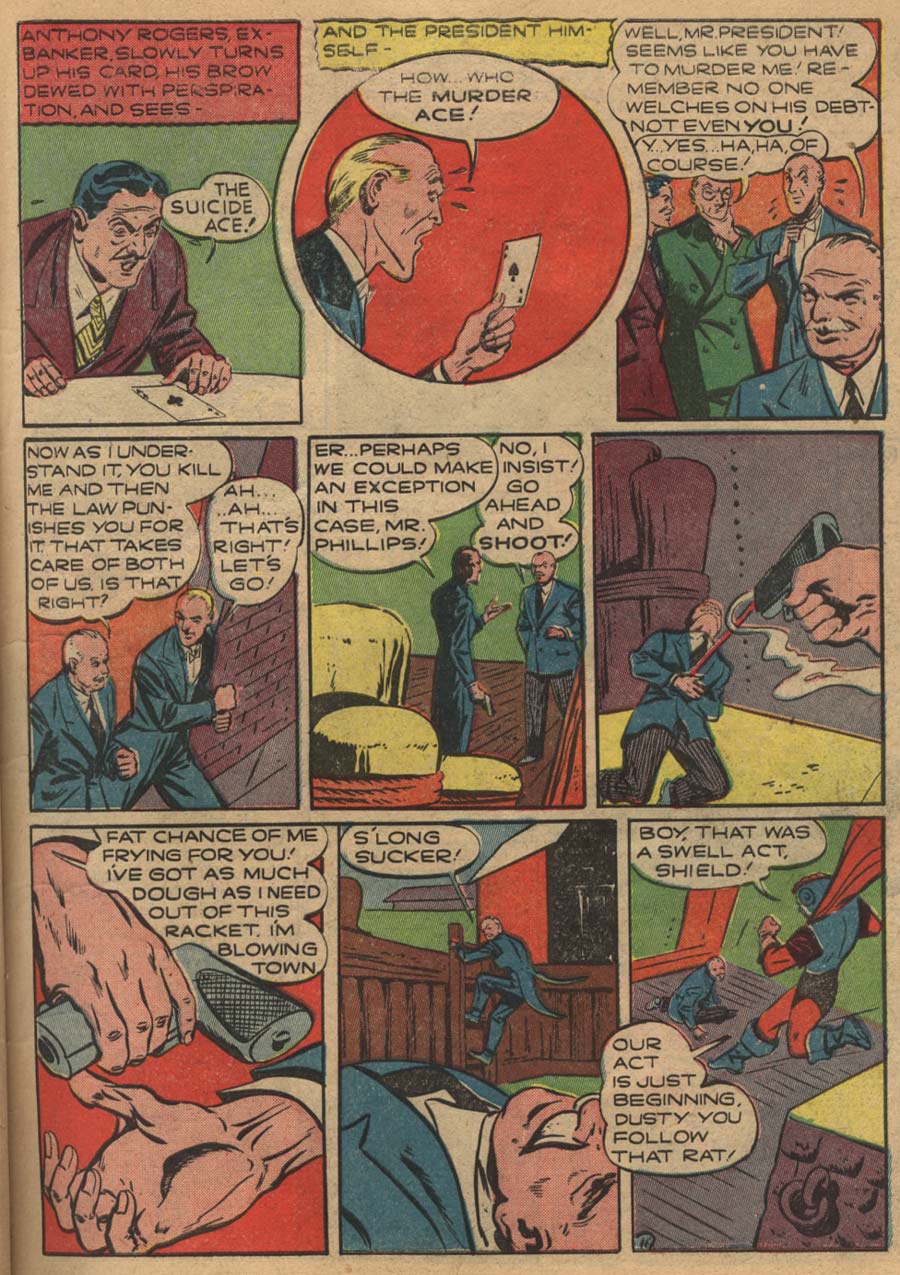 ANTHONY ROGERS, EX-
BANKER, SLOWLY TURNS
UP HIS CARD, HIS BROW
DEWED WITH PERSPIRA-
TION, AND SEES-
THE
SUICIDE
ACE!
AND THE PRESIDENT HIM-
SELF-
HOW...WHO
THE MURDER
ACE!
WELL, MR. PRESIDENT!
SEEMS LIKE YOU HAVE
TO MURDER ME! RE-
MEMBER NO ONE
WELCHES ON HIS DEBT-
NOT EVEN YOU!
Y..YES...HA, HA, OF
COURSE!
NOW AS I UNDER-
STAND IT, YOU KILL
ME AND THEN
THE LAW PUN-
ISHES YOU FOR
IT. THAT TAKES
CARE OF BOTH
OF US. IS THAT
RIGHT?
AH...
..AH...
THAT'S
RIGHT!
LET'S
GO!
ER...PERHAPS
WE COULD MAKE
AN EXCEPTION
IN THIS
CASE, MR.
PHILLIPS!
NO, I
INSIST!
GO
AHEAD
AND
SHOOT!
FAT CHANCE OF ME
FRYING FOR YOU!
I'VE GOT AS MUCH
DOUGH AS I NEED
OUT OF THIS
RACKET. I'M
BLOWING
TOWN
S'LONG
SUCKER!
BOY, THAT WAS
A SWELL ACT,
SHIELD!
OUR
ACT
IS JUST
BEGINNING,
DUSTY YOU
FOLLOW
THAT RAT!